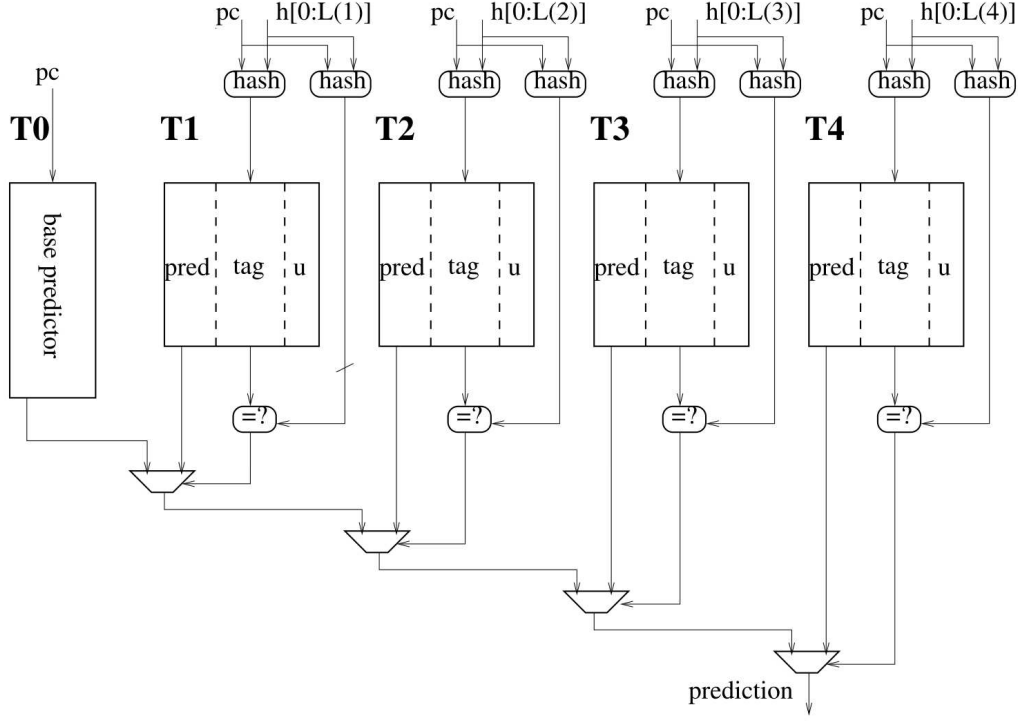 pc h[0:L(1)] pc h[0:L(2)] pc h[0:L(3)] pc h[0:L(4)]
pc hash hash hash hash hash hash hash hash
T0 T1 T2 T3 T4
base predictor
pred tag u pred tag u pred tag u pred tag u
=? =? =? =?
prediction